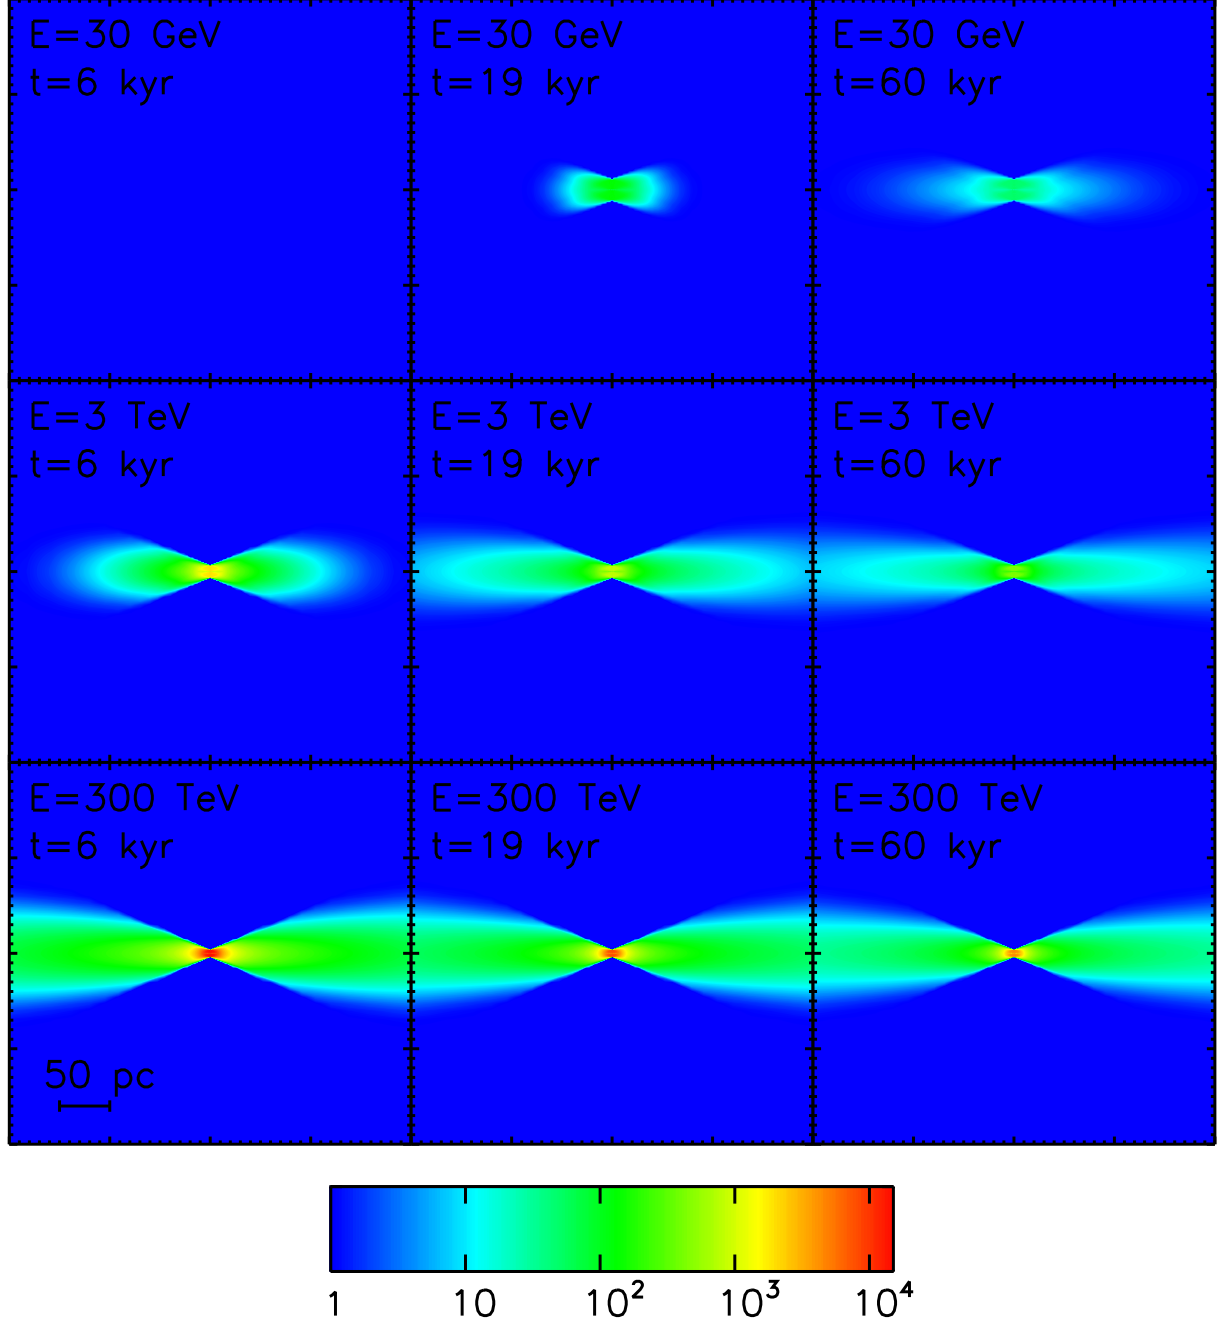 E=30 GeV
t=6 kyr
E=30 GeV
t=19 kyr
E=30 GeV
t=60 kyr
E=3 TeV
t=6 kyr
E=3 TeV
t=19 kyr
E=3 TeV
t=60 kyr
E=300 TeV
t=6 kyr
E=300 TeV
t=19 kyr
E=300 TeV
t=60 kyr
50 pc
1 10 10² 10³ 10⁴